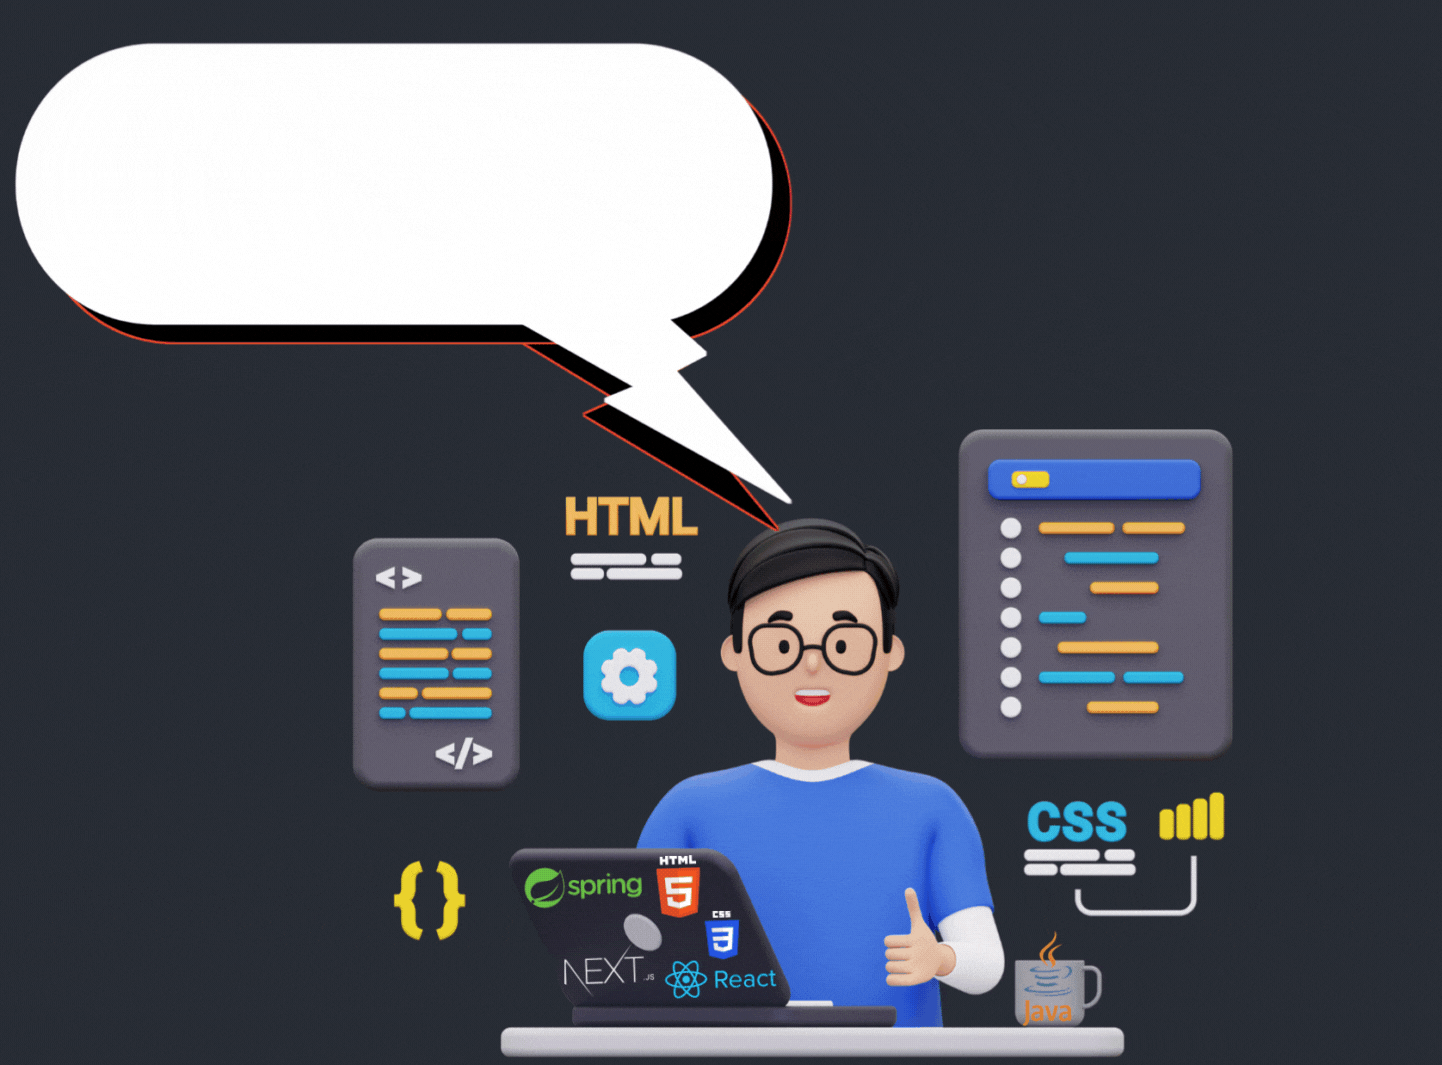 HTML
< >
</>
{ }
CSS
spring
HTML
5
CSS
3
NEXT.JS
React
Java